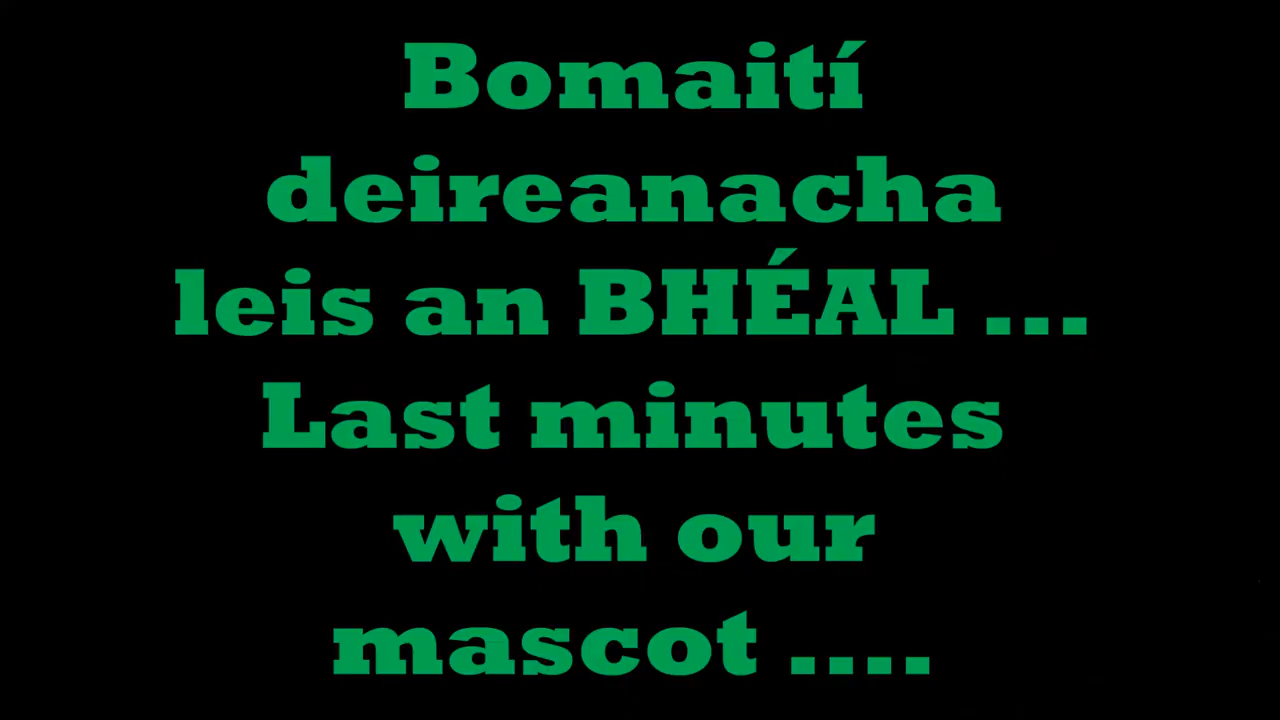 Bomaití
deireanacha
leis an BHÉAL ...
Last minutes
with our
mascot ....